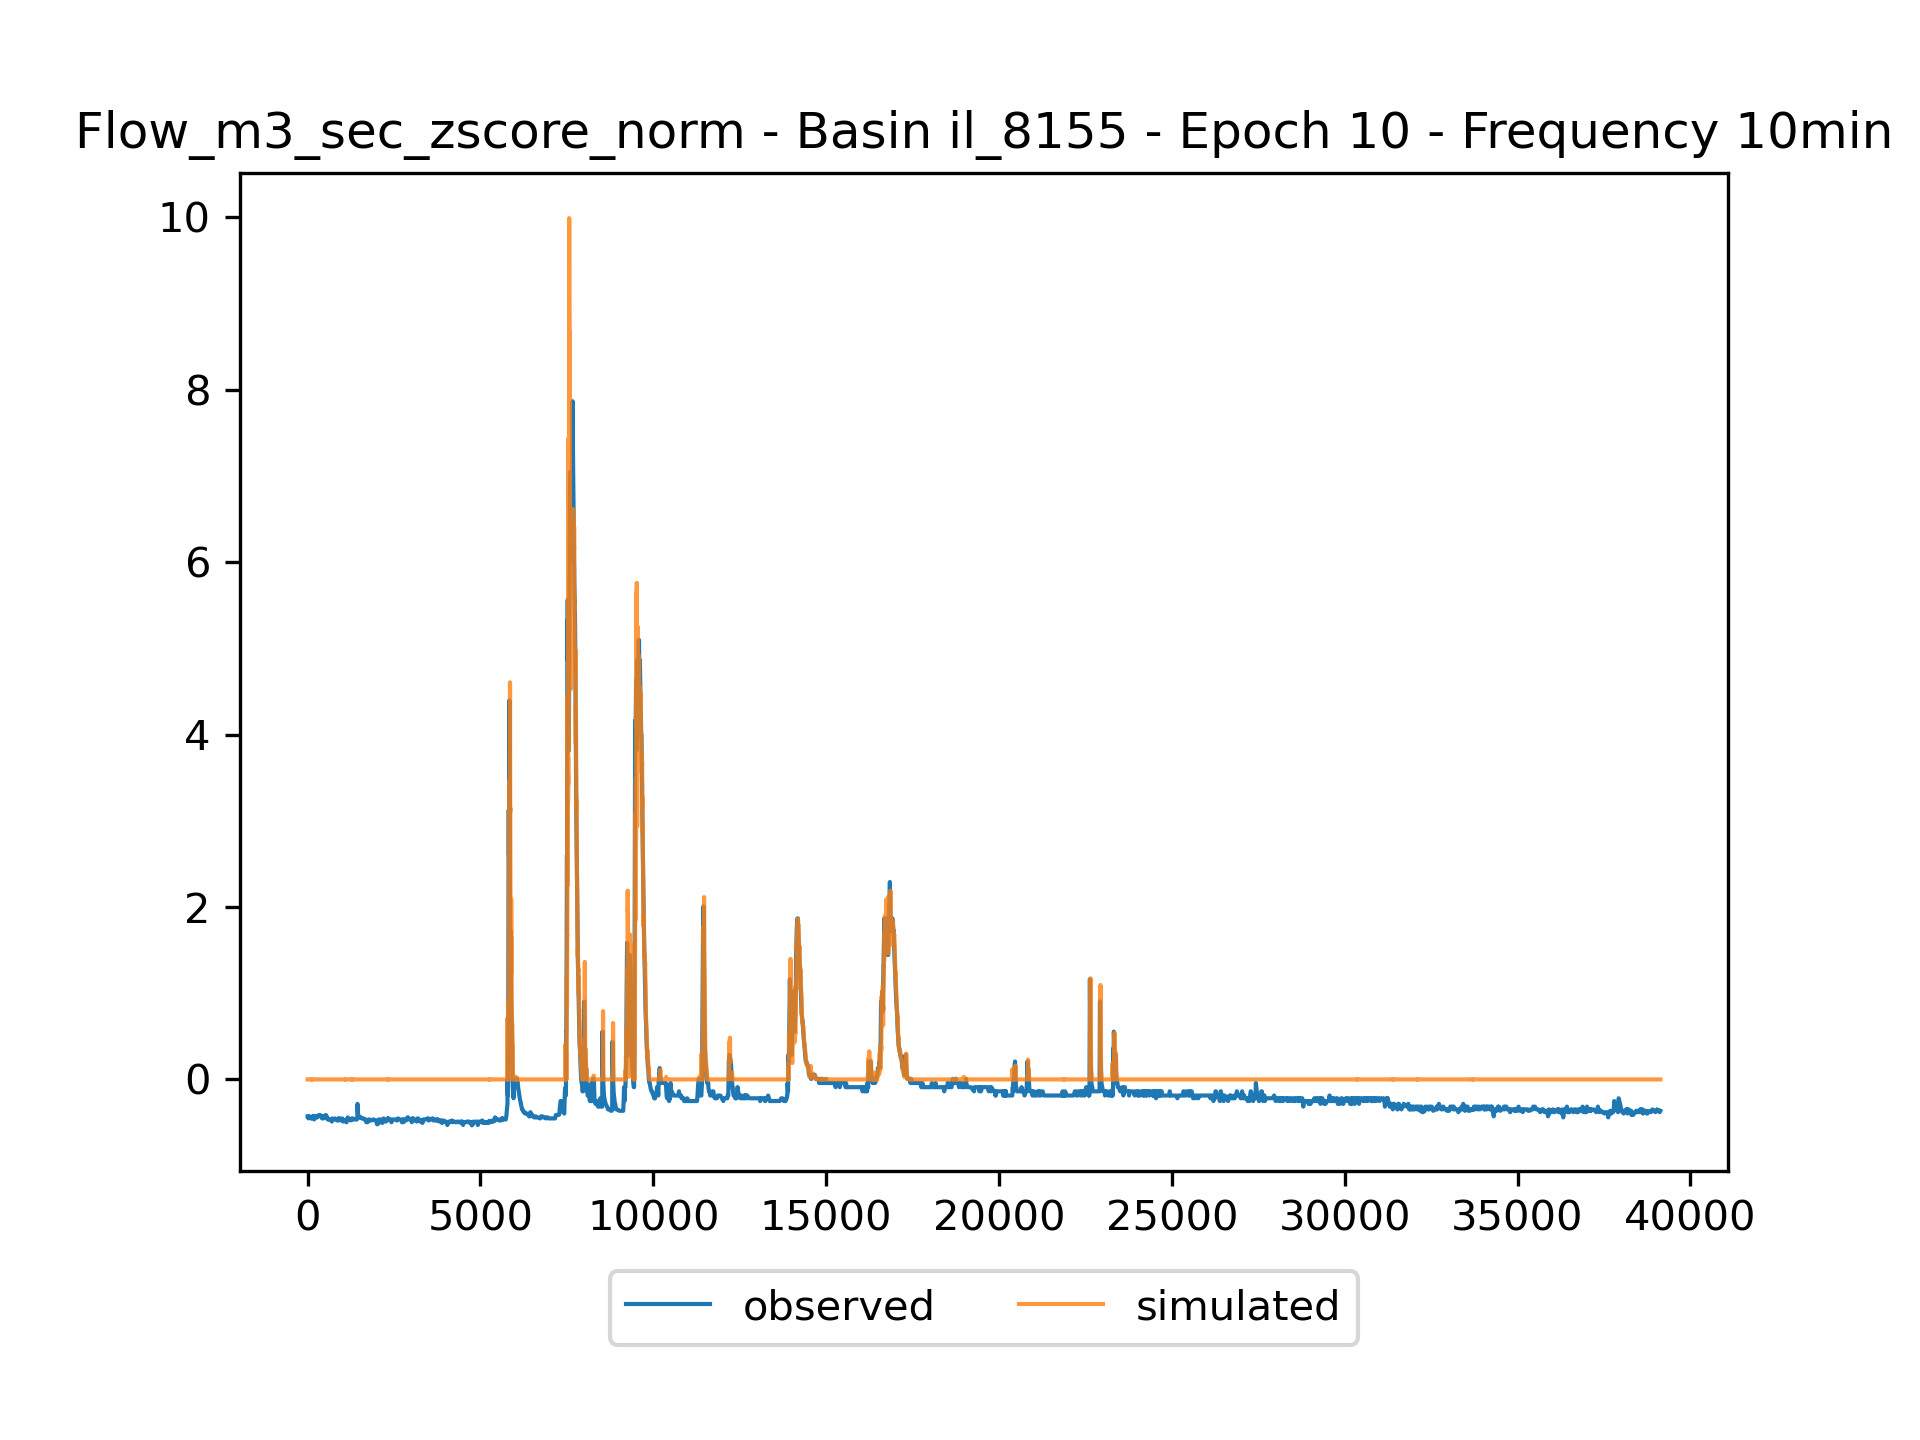 Flow_m3_sec_zscore_norm - Basin il_8155 - Epoch 10 - Frequency 10min
10
8
6
4
2
0
0 5000 10000 15000 20000 25000 30000 35000 40000
observed simulated